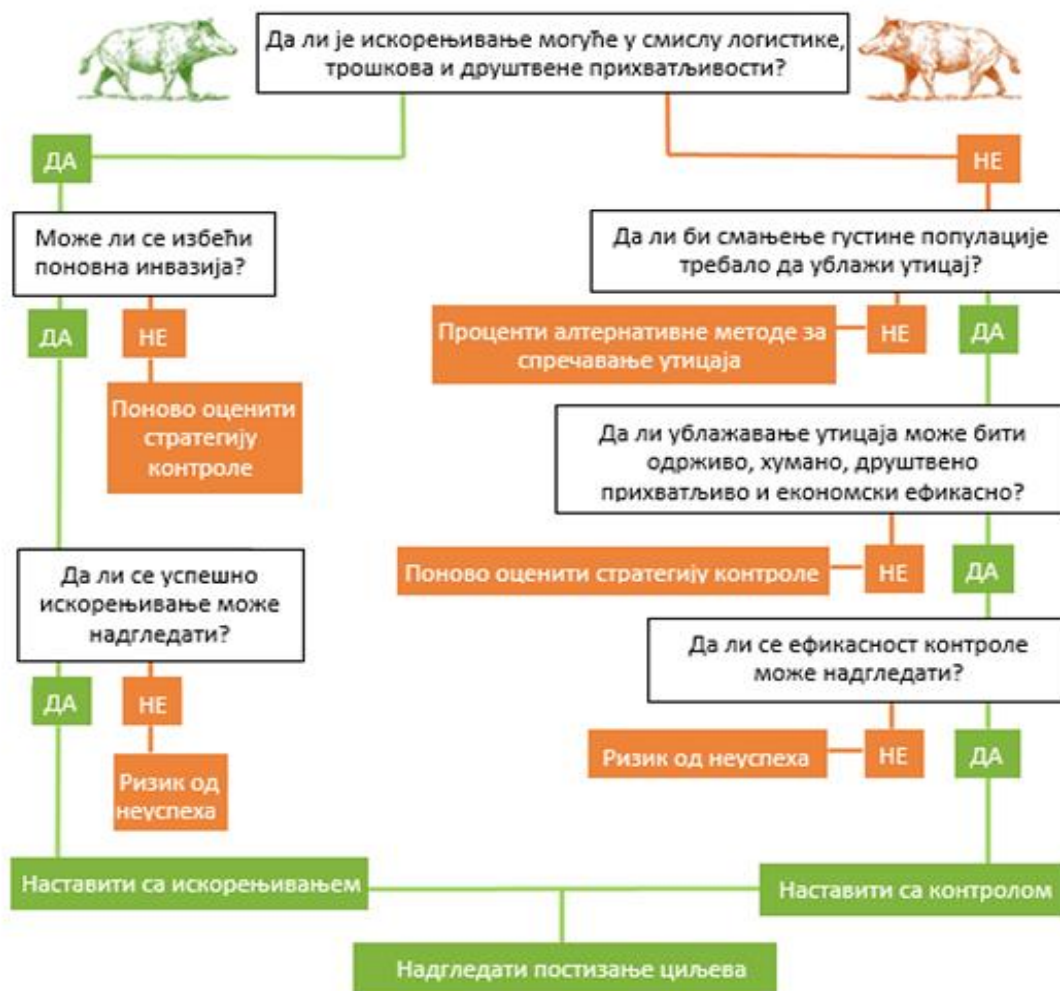 Да ли је искорењивање могуће у смислу логистике,
трошкова и друштвене прихватљивости?
ДА
НЕ
Може ли се избећи
поновна инвазија?
ДА
НЕ
Поново оценити
стратегију
контроле
Да ли се успешно
искорењивање може
надгледати?
ДА
НЕ
Ризик од
неуспеха
Наставити са искорењивањем
Да ли би смањење густине популације
требало да ублажи утицај?
Проценти алтернативне методе за
спречавање утицаја
НЕ
ДА
Да ли ублажавање утицаја може бити
одрживо, хумано, друштвено
прихватљиво и економски ефикасно?
Поново оценити стратегију контроле
НЕ
ДА
Да ли се ефикасност контроле
може надгледати?
Ризик од неуспеха
НЕ
ДА
Наставити са контролом
Надгледати постизање циљева